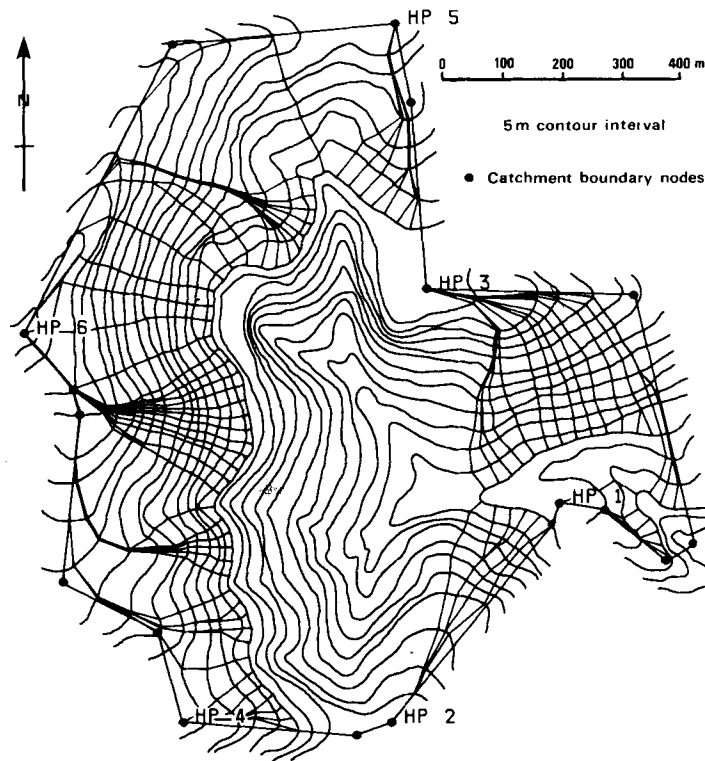 HP 5
N
0 100 200 300 400 m
5m contour interval
Catchment boundary nodes
HP 3
HP 6
HP 1
HP 4
HP 2